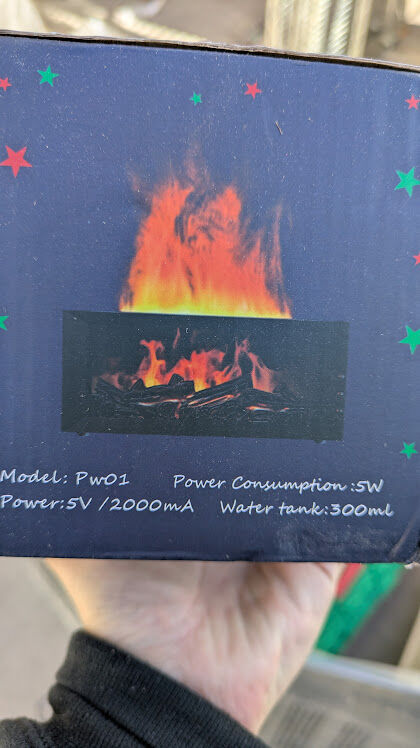 Model: Pw01 Power Consumption :5W
Power:5V /2000mA Water tank:300ml